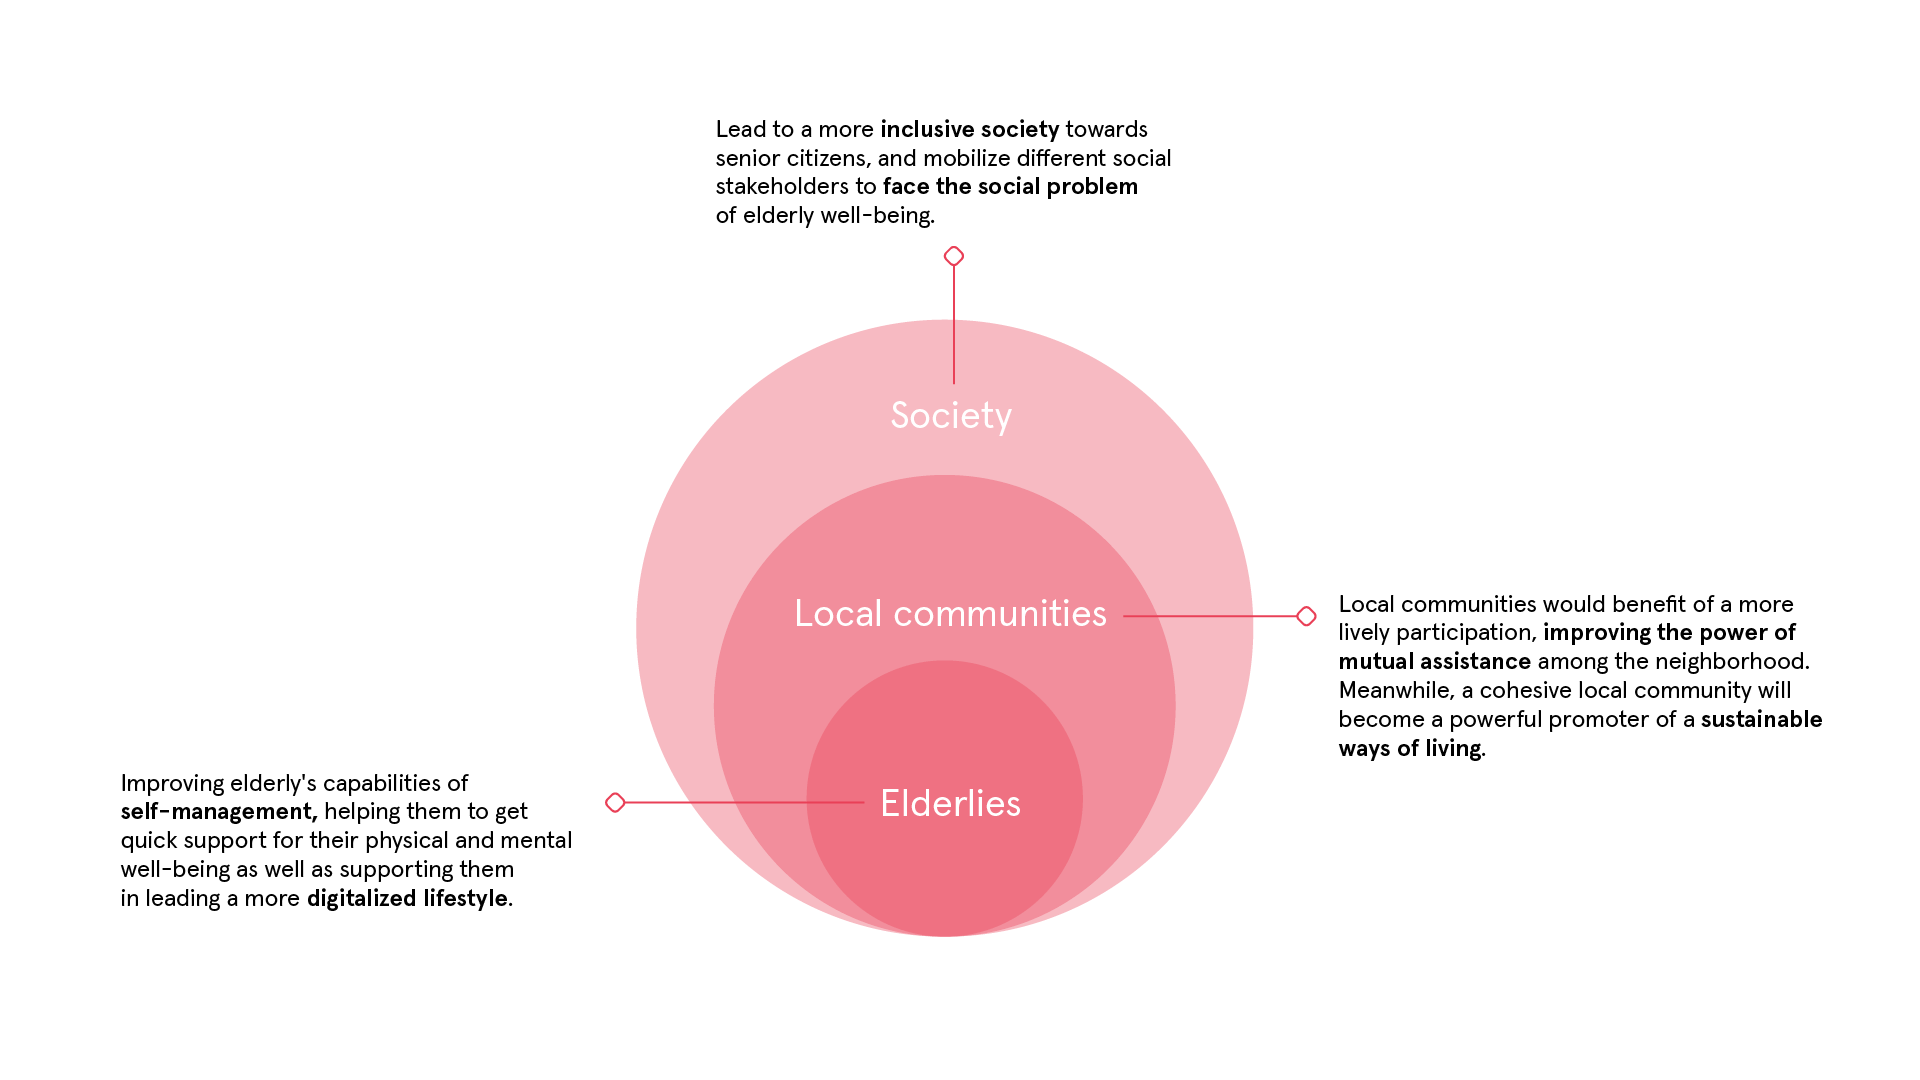 Lead to a more inclusive society towards
senior citizens, and mobilize different social
stakeholders to face the social problem
of elderly well-being.
Society
Local communities
Local communities would benefit of a more
lively participation, improving the power of
mutual assistance among the neighborhood.
Meanwhile, a cohesive local community will
become a powerful promoter of a sustainable
ways of living.
Improving elderly's capabilities of
self-management, helping them to get
quick support for their physical and mental
well-being as well as supporting them
in leading a more digitalized lifestyle.
Elderlies